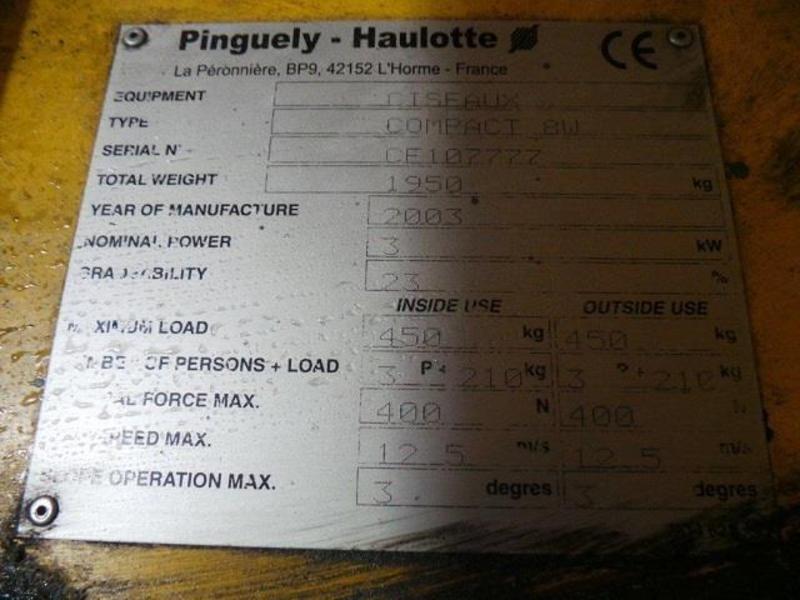 Pinguely - Haulotte CE
La Péronnière, BP9, 42152 L'Horme - France
EQUIPMENT CISEAUX
TYPE COMPACT 8W
SERIAL N° CE107777
TOTAL WEIGHT 1950 kg
YEAR OF MANUFACTURE 2003
NOMINAL POWER 3 kW
GRADEABILITY 23 %
INSIDE USE OUTSIDE USE
MAXIMUM LOAD 450 kg 450 kg
OF PERSONS + LOAD 3 P + 210 kg 3 P + 210 kg
FORCE MAX. 400 N 400 N
SPEED MAX. 12.5 m/s 12.5 m/s
SLOPE OPERATION MAX. 3 degres 3 degres